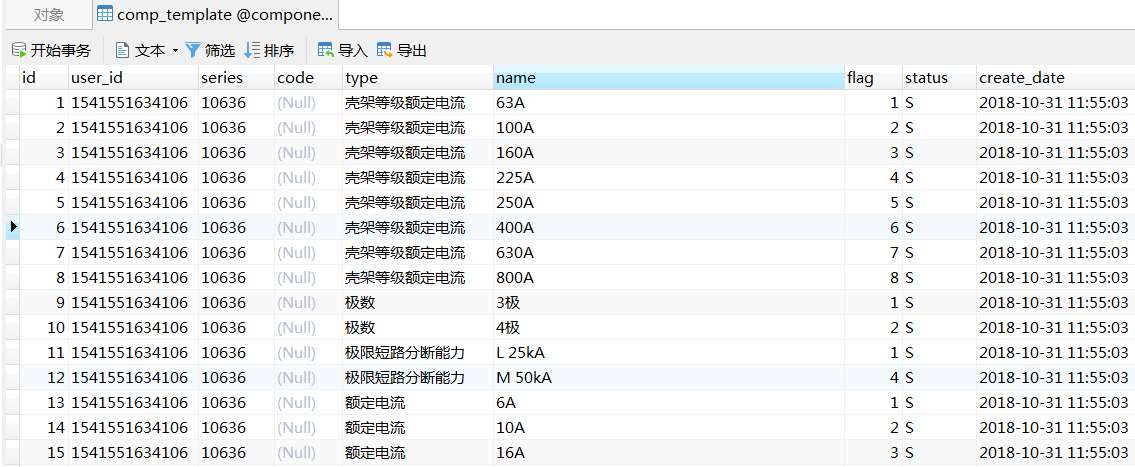 对象 comp_template @compone...
开始事务 文本 筛选 排序 导入 导出
id user_id series code type name flag status create_date
1 1541551634106 10636 (Null) 壳架等级额定电流 63A 1 S 2018-10-31 11:55:03
2 1541551634106 10636 (Null) 壳架等级额定电流 100A 2 S 2018-10-31 11:55:03
3 1541551634106 10636 (Null) 壳架等级额定电流 160A 3 S 2018-10-31 11:55:03
4 1541551634106 10636 (Null) 壳架等级额定电流 225A 4 S 2018-10-31 11:55:03
5 1541551634106 10636 (Null) 壳架等级额定电流 250A 5 S 2018-10-31 11:55:03
6 1541551634106 10636 (Null) 壳架等级额定电流 400A 6 S 2018-10-31 11:55:03
7 1541551634106 10636 (Null) 壳架等级额定电流 630A 7 S 2018-10-31 11:55:03
8 1541551634106 10636 (Null) 壳架等级额定电流 800A 8 S 2018-10-31 11:55:03
9 1541551634106 10636 (Null) 极数 3极 1 S 2018-10-31 11:55:03
10 1541551634106 10636 (Null) 极数 4极 2 S 2018-10-31 11:55:03
11 1541551634106 10636 (Null) 极限短路分断能力 L 25kA 1 S 2018-10-31 11:55:03
12 1541551634106 10636 (Null) 极限短路分断能力 M 50kA 4 S 2018-10-31 11:55:03
13 1541551634106 10636 (Null) 额定电流 6A 1 S 2018-10-31 11:55:03
14 1541551634106 10636 (Null) 额定电流 10A 2 S 2018-10-31 11:55:03
15 1541551634106 10636 (Null) 额定电流 16A 3 S 2018-10-31 11:55:03